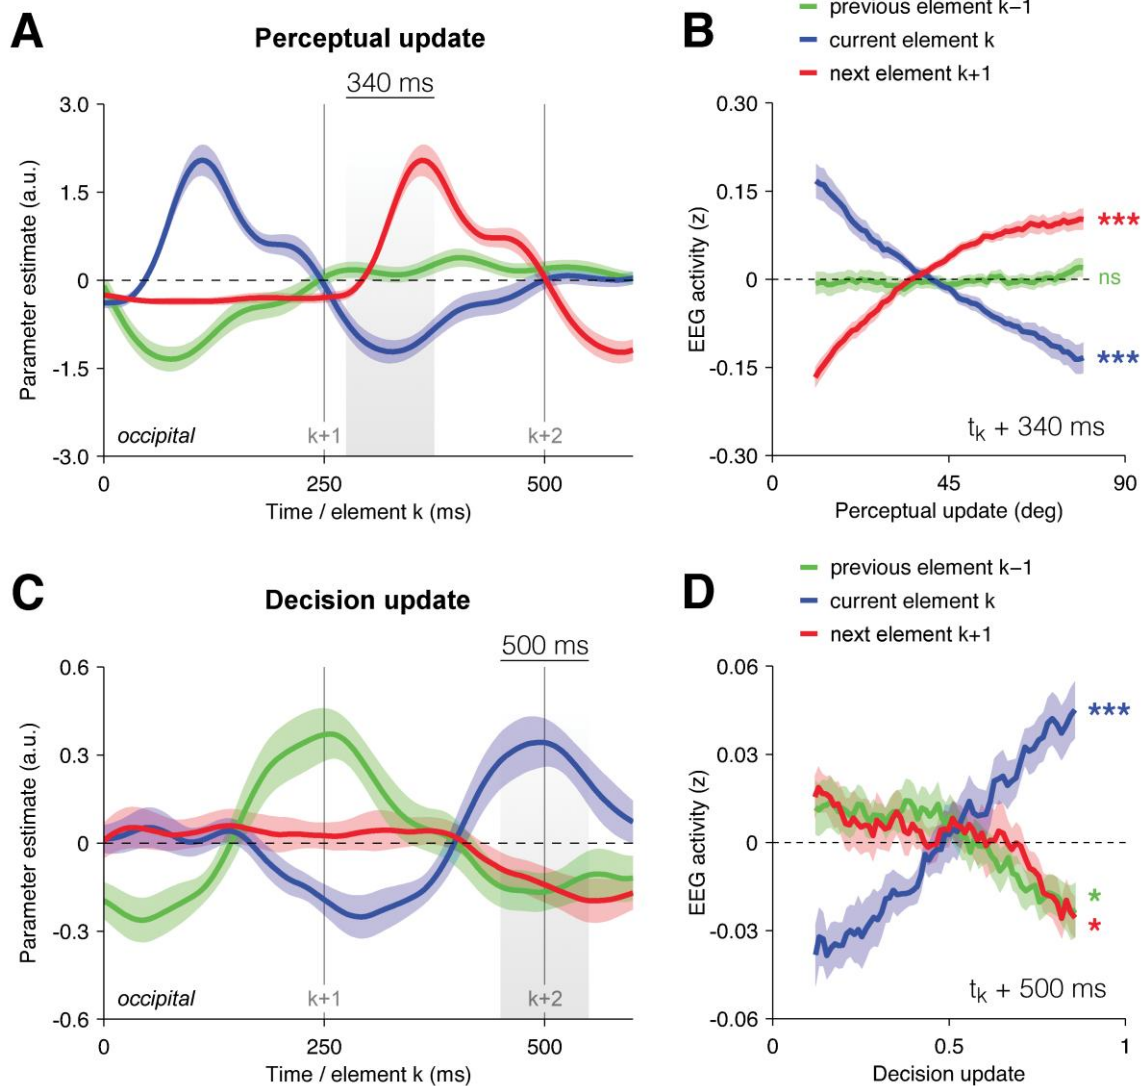 A
Perceptual update
340 ms
3.0
1.5
0
-1.5
-3.0
Parameter estimate (a.u.)
occipital
k+1
k+2
0
250
500
Time / element k (ms)
B
previous element k−1
current element k
next element k+1
0.30
0.15
0
-0.15
-0.30
EEG activity (z)
***
ns
***
tk + 340 ms
0
45
90
Perceptual update (deg)
C
Decision update
500 ms
0.6
0.3
0
-0.3
-0.6
Parameter estimate (a.u.)
occipital
k+1
k+2
0
250
500
Time / element k (ms)
D
previous element k−1
current element k
next element k+1
0.06
0.03
0
-0.03
-0.06
EEG activity (z)
***
*
*
tk + 500 ms
0
0.5
1
Decision update